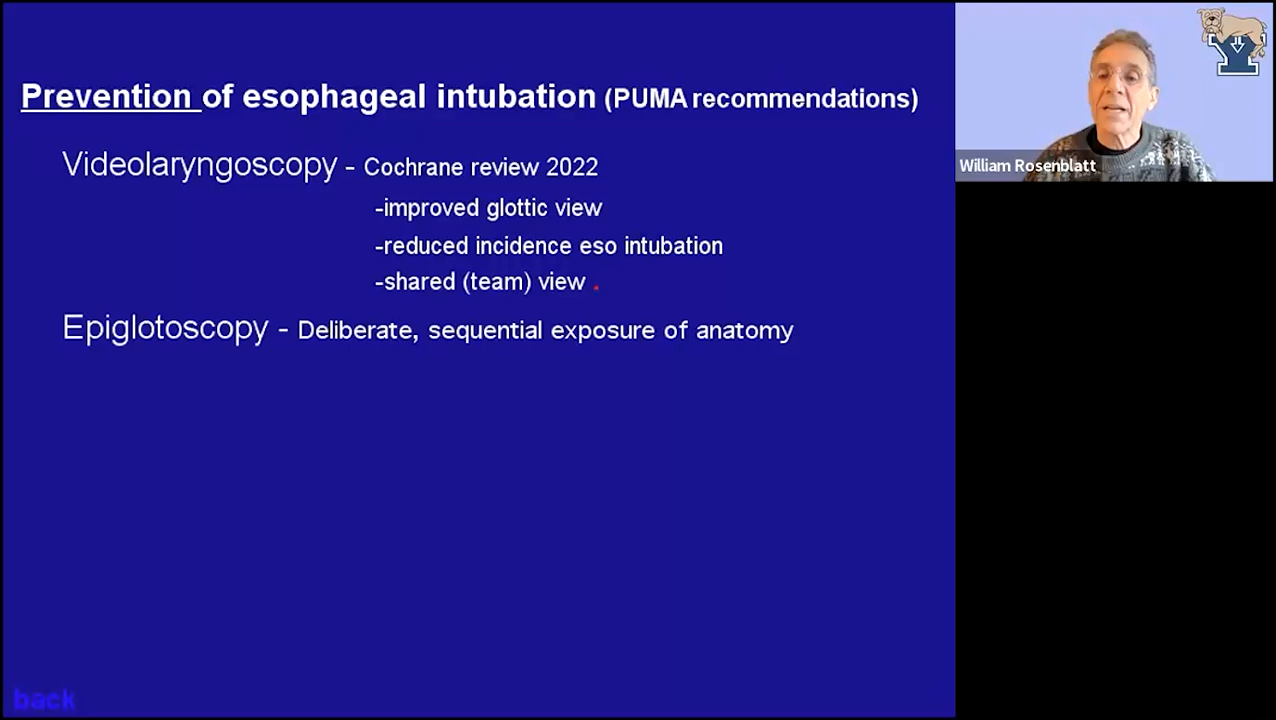 Prevention of esophageal intubation (PUMA recommendations)
Videolaryngoscopy - Cochrane review 2022
-improved glottic view
-reduced incidence eso intubation
-shared (team) view .
Epiglotoscopy - Deliberate, sequential exposure of anatomy
back
William Rosenblatt
Y